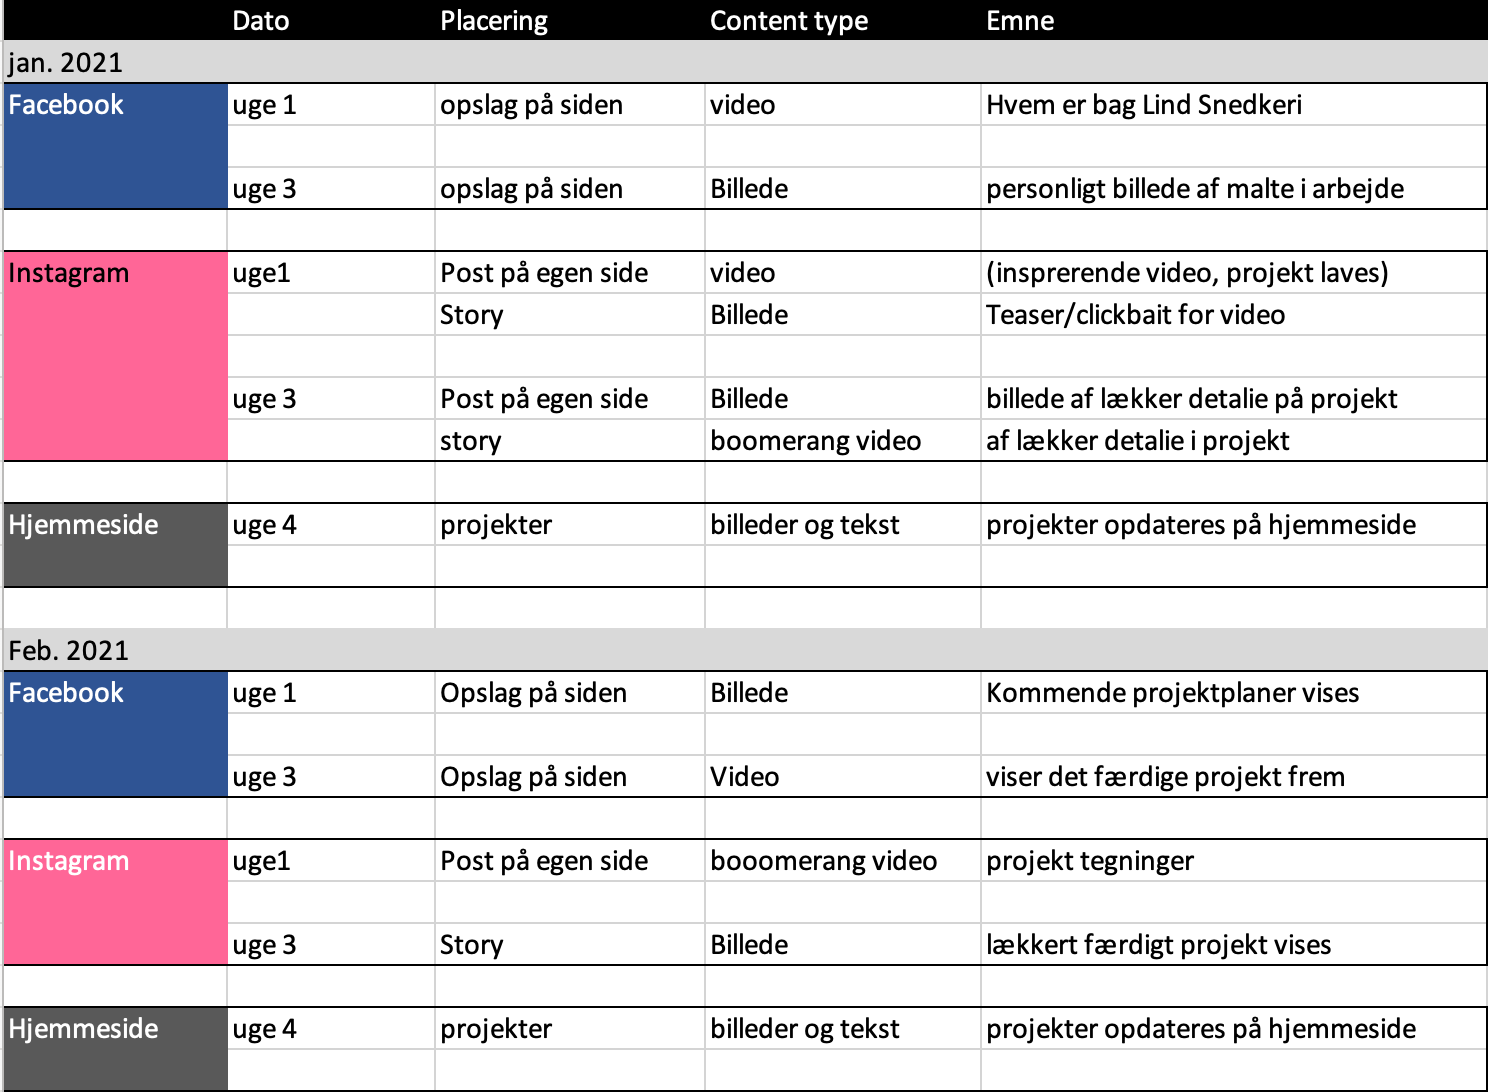 Dato Placering Content type Emne
jan. 2021
Facebook uge 1 opslag på siden video Hvem er bag Lind Snedkeri
uge 3 opslag på siden Billede personligt billede af malte i arbejde
Instagram uge1 Post på egen side video (insprerende video, projekt laves)
Story Billede Teaser/clickbait for video
uge 3 Post på egen side Billede billede af lækker detalie på projekt
story boomerang video af lækker detalie i projekt
Hjemmeside uge 4 projekter billeder og tekst projekter opdateres på hjemmeside
Feb. 2021
Facebook uge 1 Opslag på siden Billede Kommende projektplaner vises
uge 3 Opslag på siden Video viser det færdige projekt frem
Instagram uge1 Post på egen side booomerang video projekt tegninger
uge 3 Story Billede lækkert færdigt projekt vises
Hjemmeside uge 4 projekter billeder og tekst projekter opdateres på hjemmeside